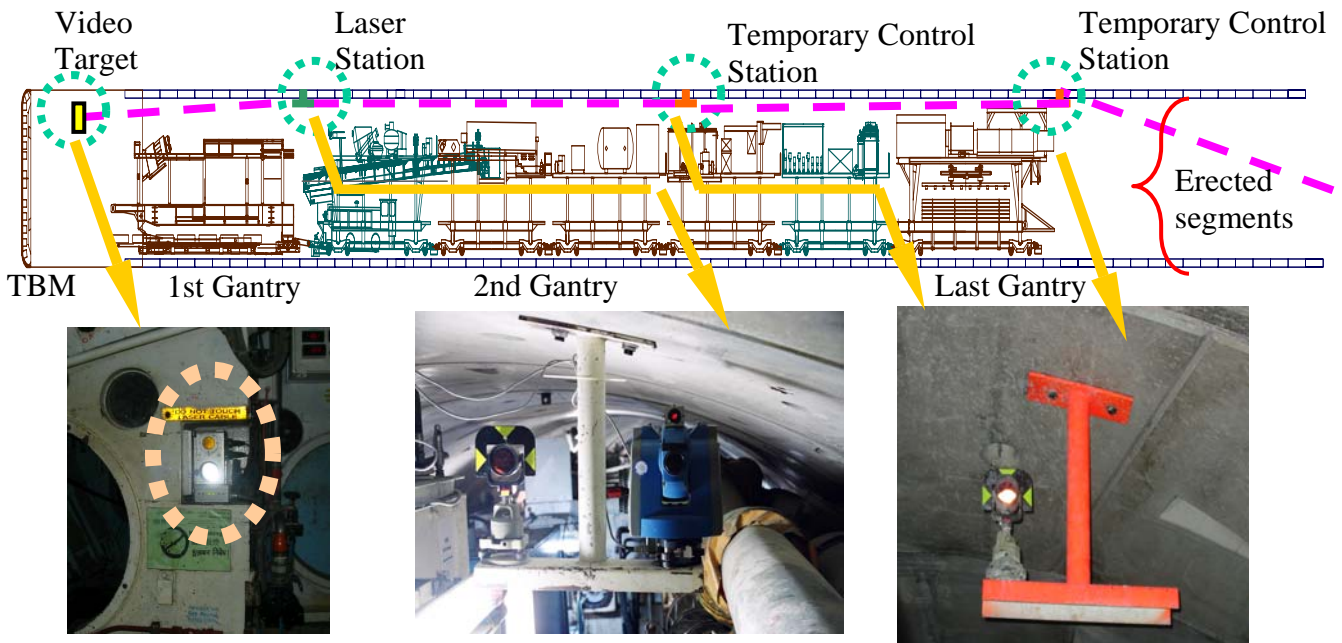 Video
Target
Laser
Station
Temporary Control
Station
Temporary Control
Station
Erected
segments
TBM
1st Gantry
2nd Gantry
Last Gantry
DO NOT TOUCH
LASER CABLE